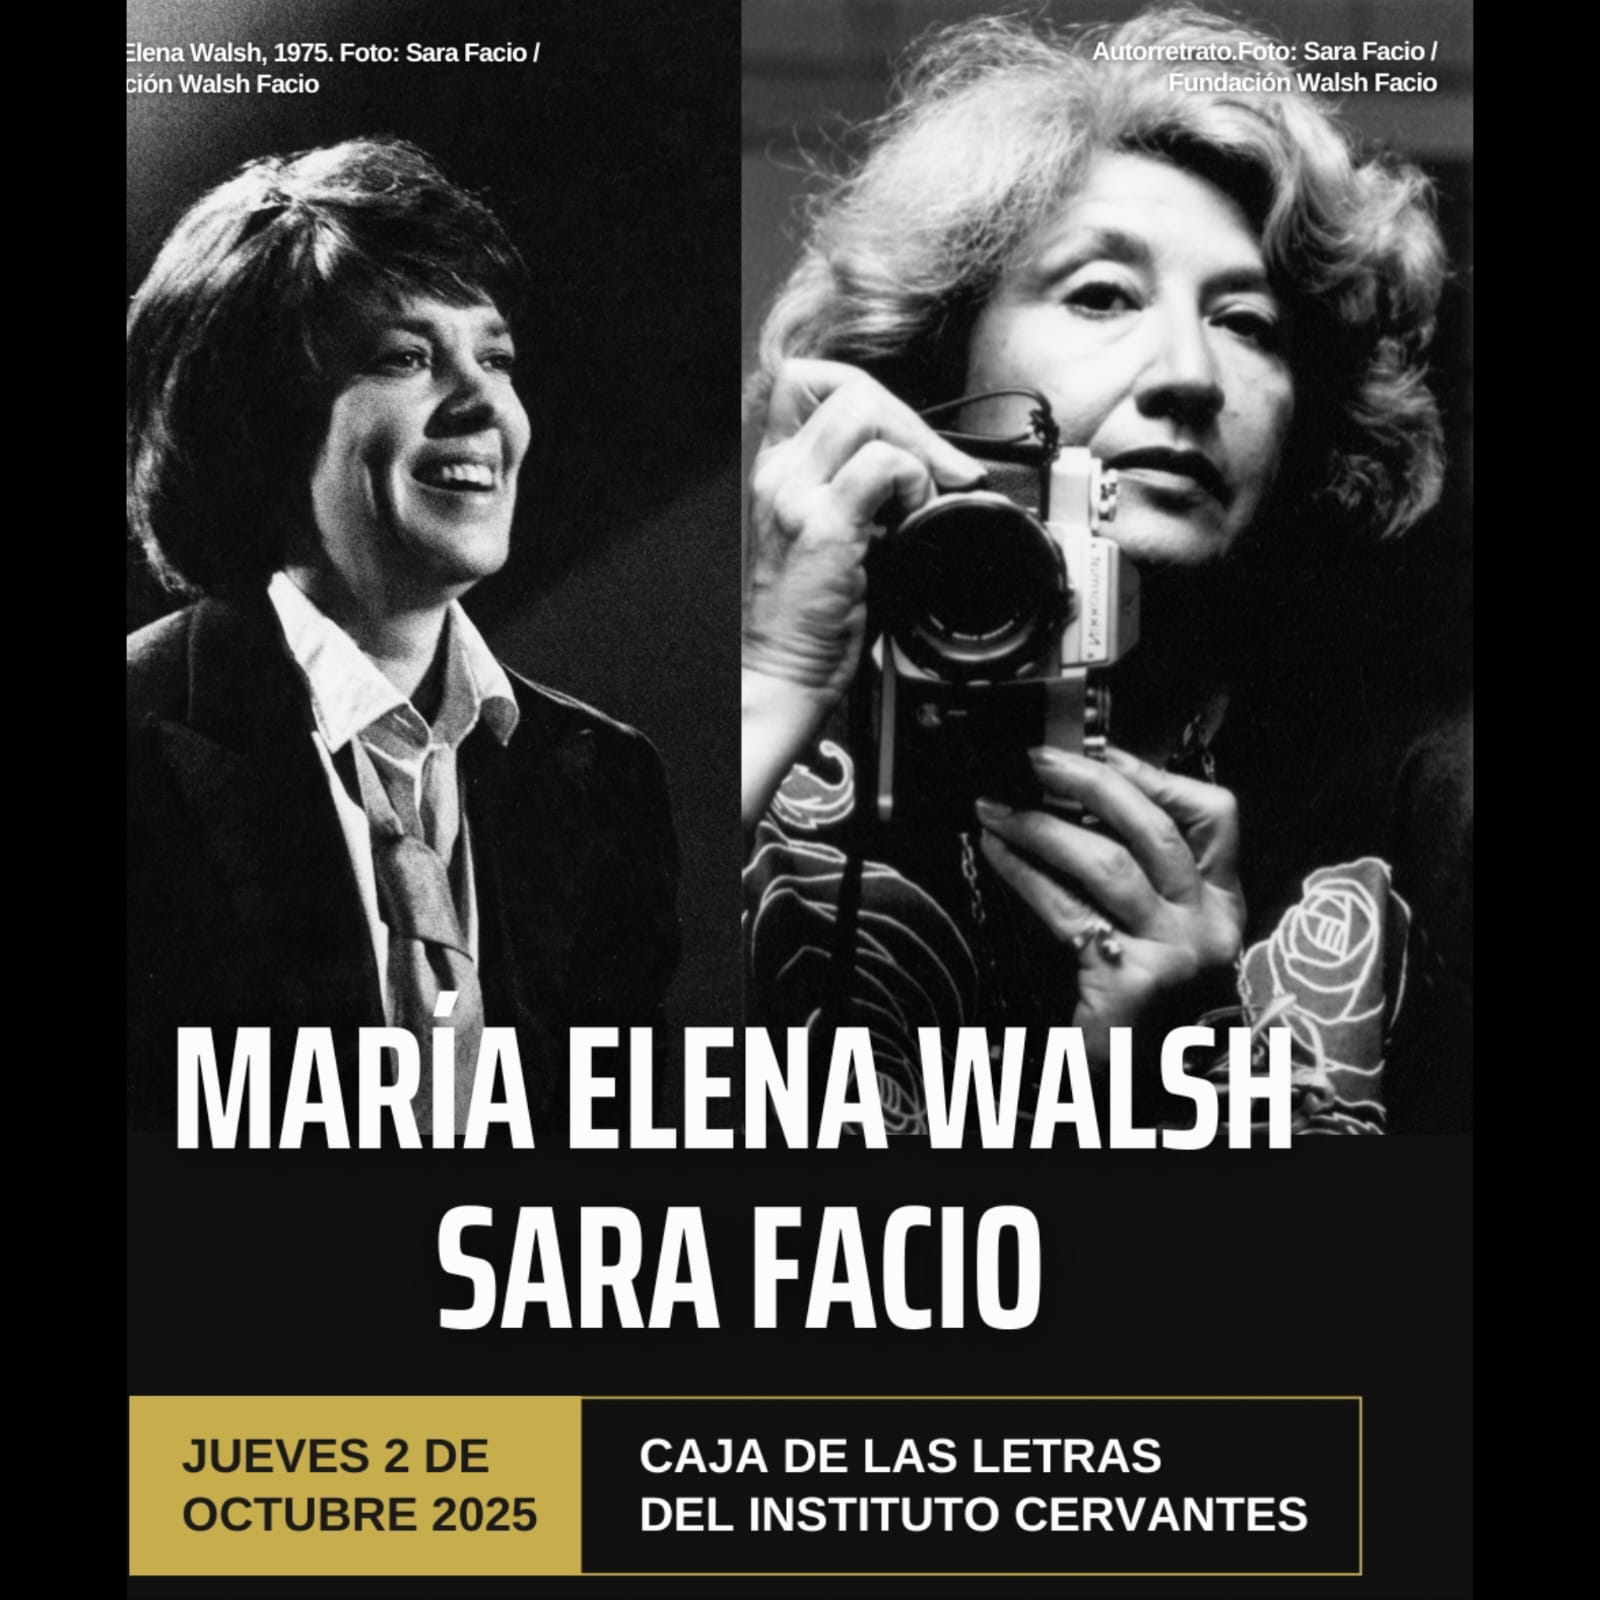 Elena Walsh, 1975. Foto: Sara Facio /
ción Walsh Facio
Autorretrato.Foto: Sara Facio /
Fundación Walsh Facio
MARÍA ELENA WALSH
SARA FACIO
JUEVES 2 DE
OCTUBRE 2025
CAJA DE LAS LETRAS
DEL INSTITUTO CERVANTES